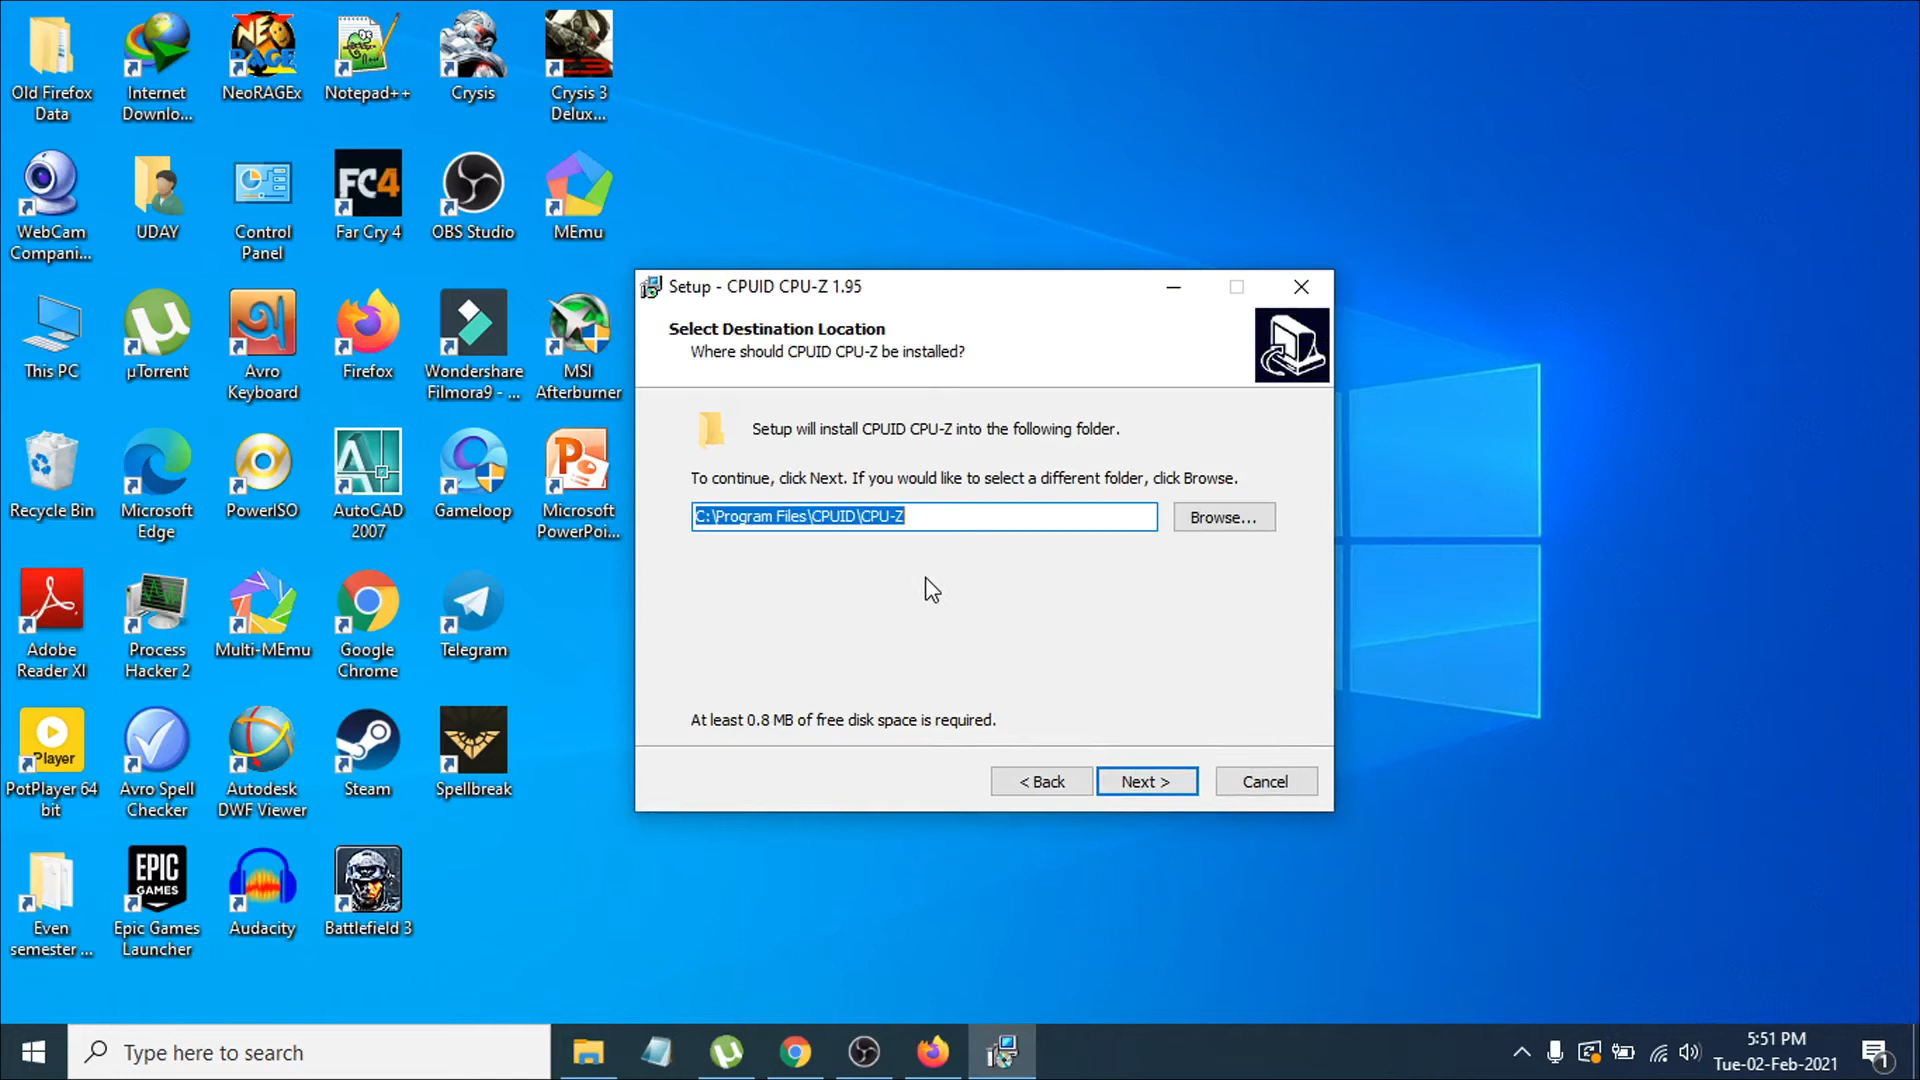 Old Firefox
Data
Internet
Downlo...
NeoRAGEx
Notepad++
Crysis
Crysis 3
Delux...
WebCam
Compani...
UDAY
Control
Panel
FC4
Far Cry 4
OBS Studio
MEmu
This PC
µTorrent
Avro
Keyboard
Firefox
Wondershare
Filmora9 - ...
MSI
Afterburner
Recycle Bin
Microsoft
Edge
PowerISO
AutoCAD
2007
Gameloop
Microsoft
PowerPoi...
Adobe
Reader XI
Process
Hacker 2
Multi-MEmu
Google
Chrome
Telegram
Player
PotPlayer 64
bit
Avro Spell
Checker
Autodesk
DWF Viewer
Steam
Spellbreak
Even
semester ...
EPIC
GAMES
Epic Games
Launcher
Audacity
Battlefield 3
Setup - CPUID CPU-Z 1.95
Select Destination Location
Where should CPUID CPU-Z be installed?
Setup will install CPUID CPU-Z into the following folder.
To continue, click Next. If you would like to select a different folder, click Browse.
C:\Program Files\CPUID\CPU-Z
Browse...
At least 0.8 MB of free disk space is required.
< Back
Next >
Cancel
Type here to search
5:51 PM
Tue-02-Feb-2021
1